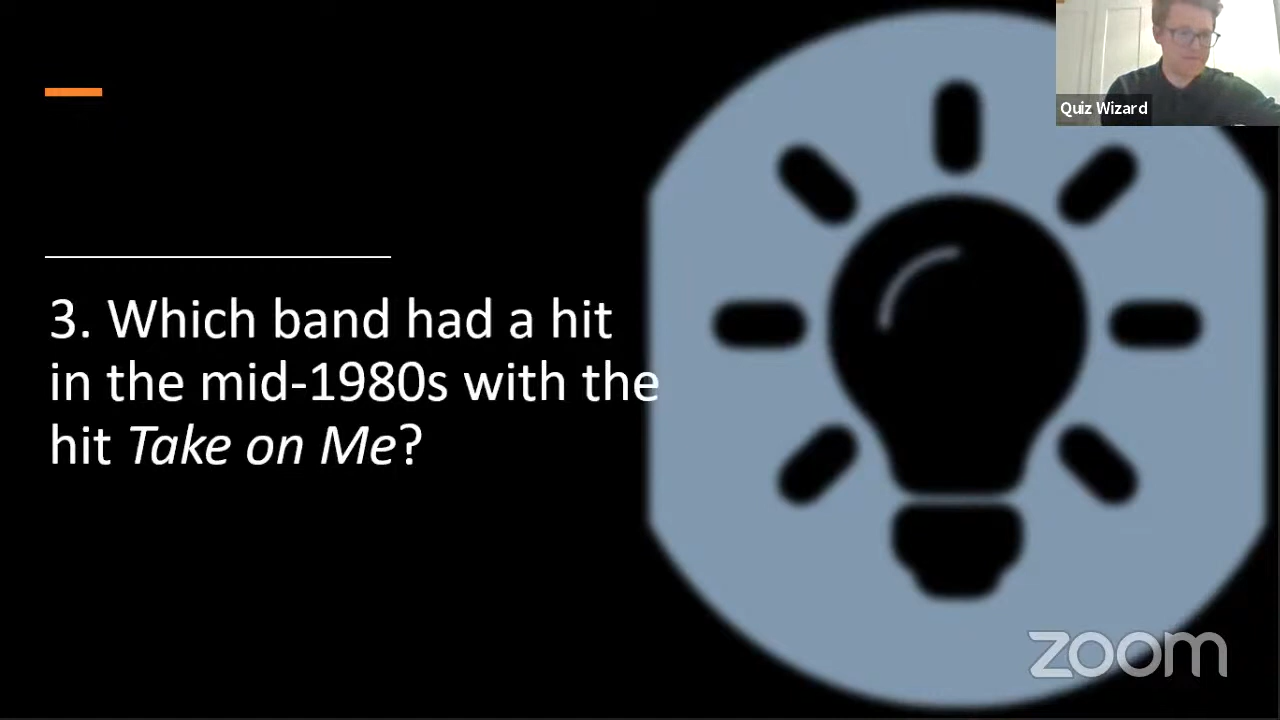 Quiz Wizard
3. Which band had a hit
in the mid-1980s with the
hit Take on Me?
zoom